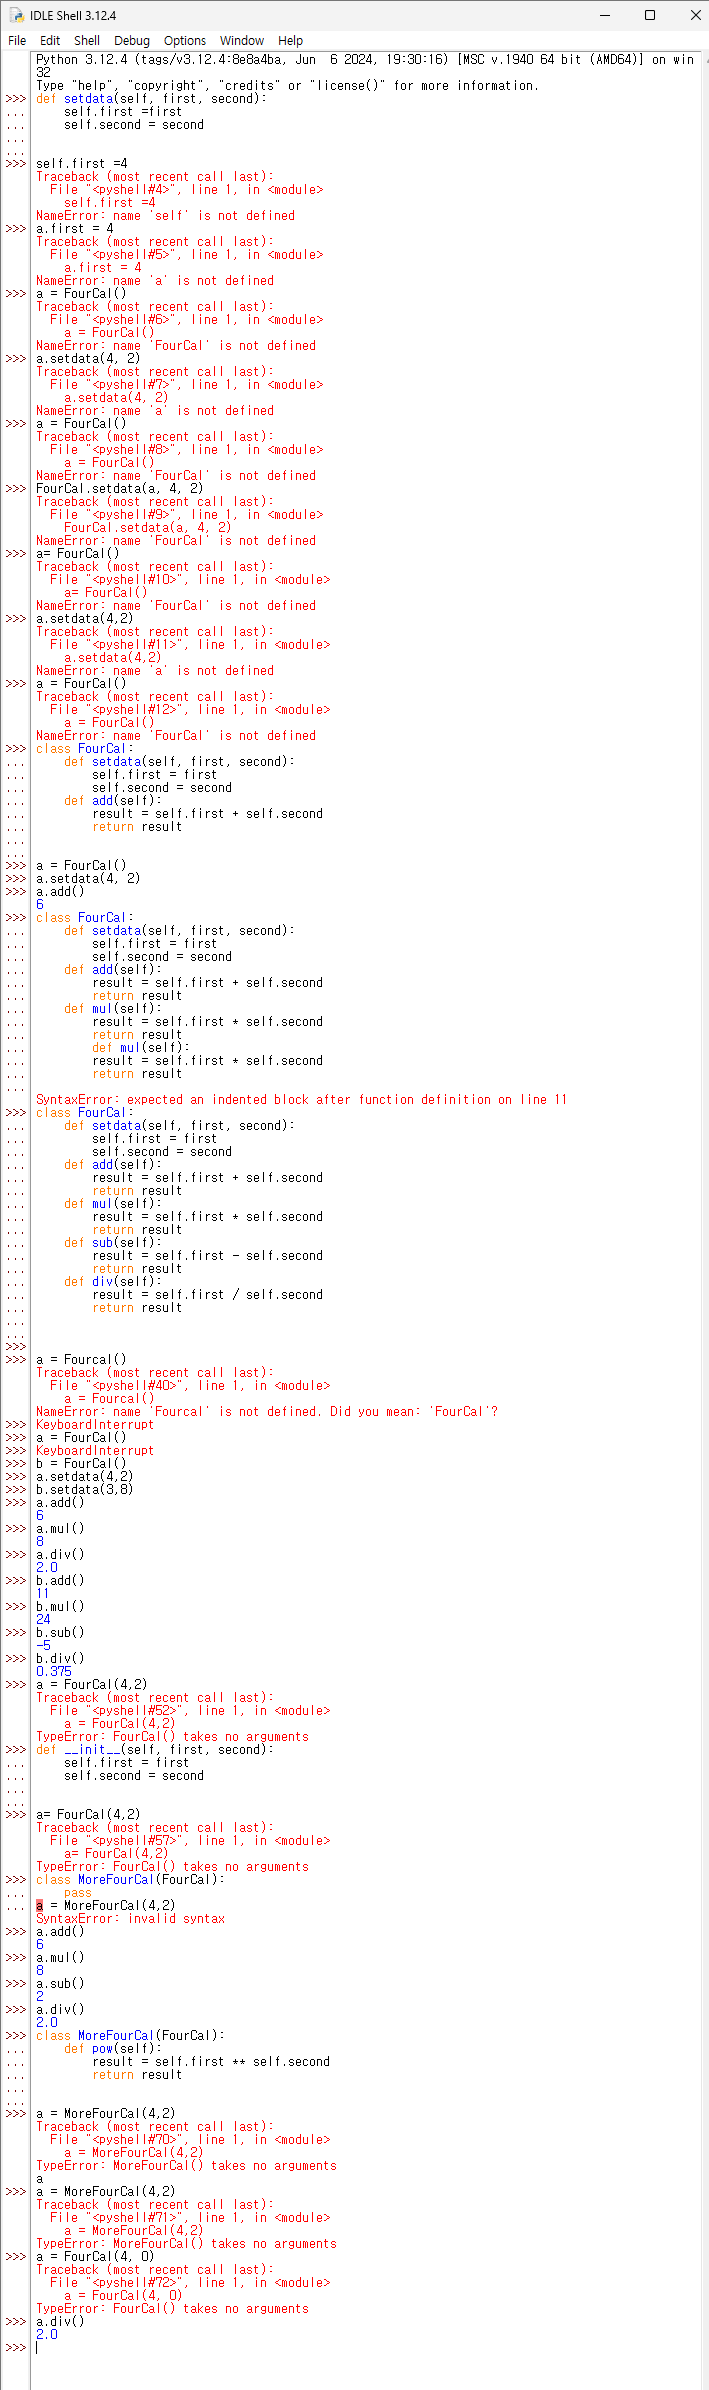 IDLE Shell 3.12.4
File Edit Shell Debug Options Window Help
Python 3.12.4 (tags/v3.12.4:8e8a4ba, Jun  6 2024, 19:30:16) [MSC v.1940 64 bit (AMD64)] on win
32
Type "help", "copyright", "credits" or "license()" for more information.
>>> def setdata(self, first, second):
...     self.first =first
...     self.second = second
...
...
>>> self.first =4
Traceback (most recent call last):
  File "<pyshell#4>", line 1, in <module>
    self.first =4
NameError: name 'self' is not defined
>>> a.first = 4
Traceback (most recent call last):
  File "<pyshell#5>", line 1, in <module>
    a.first = 4
NameError: name 'a' is not defined
>>> a = FourCal()
Traceback (most recent call last):
  File "<pyshell#6>", line 1, in <module>
    a = FourCal()
NameError: name 'FourCal' is not defined
>>> a.setdata(4, 2)
Traceback (most recent call last):
  File "<pyshell#7>", line 1, in <module>
    a.setdata(4, 2)
NameError: name 'a' is not defined
>>> a = FourCal()
Traceback (most recent call last):
  File "<pyshell#8>", line 1, in <module>
    a = FourCal()
NameError: name 'FourCal' is not defined
>>> FourCal.setdata(a, 4, 2)
Traceback (most recent call last):
  File "<pyshell#9>", line 1, in <module>
    FourCal.setdata(a, 4, 2)
NameError: name 'FourCal' is not defined
>>> a= FourCal()
Traceback (most recent call last):
  File "<pyshell#10>", line 1, in <module>
    a= FourCal()
NameError: name 'FourCal' is not defined
>>> a.setdata(4,2)
Traceback (most recent call last):
  File "<pyshell#11>", line 1, in <module>
    a.setdata(4,2)
NameError: name 'a' is not defined
>>> a = FourCal()
Traceback (most recent call last):
  File "<pyshell#12>", line 1, in <module>
    a = FourCal()
NameError: name 'FourCal' is not defined
>>> class FourCal:
...     def setdata(self, first, second):
...         self.first = first
...         self.second = second
...     def add(self):
...         result = self.first + self.second
...         return result
...
...
>>> a = FourCal()
>>> a.setdata(4, 2)
>>> a.add()
6
>>> class FourCal:
...     def setdata(self, first, second):
...         self.first = first
...         self.second = second
...     def add(self):
...         result = self.first + self.second
...         return result
...     def mul(self):
...         result = self.first * self.second
...         return result
...         def mul(self):
...         result = self.first * self.second
...         return result
...
SyntaxError: expected an indented block after function definition on line 11
>>> class FourCal:
...     def setdata(self, first, second):
...         self.first = first
...         self.second = second
...     def add(self):
...         result = self.first + self.second
...         return result
...     def mul(self):
...         result = self.first * self.second
...         return result
...     def sub(self):
...         result = self.first - self.second
...         return result
...     def div(self):
...         result = self.first / self.second
...         return result
...
...
>>>
>>> a = Fourcal()
Traceback (most recent call last):
  File "<pyshell#40>", line 1, in <module>
    a = Fourcal()
NameError: name 'Fourcal' is not defined. Did you mean: 'FourCal'?
>>> KeyboardInterrupt
>>> a = FourCal()
>>> KeyboardInterrupt
>>> b = FourCal()
>>> a.setdata(4,2)
>>> b.setdata(3,8)
>>> a.add()
6
>>> a.mul()
8
>>> a.div()
2.0
>>> b.add()
11
>>> b.mul()
24
>>> b.sub()
-5
>>> b.div()
0.375
>>> a = FourCal(4,2)
Traceback (most recent call last):
  File "<pyshell#52>", line 1, in <module>
    a = FourCal(4,2)
TypeError: FourCal() takes no arguments
>>> def __init__(self, first, second):
...     self.first = first
...     self.second = second
...
...
>>> a= FourCal(4,2)
Traceback (most recent call last):
  File "<pyshell#57>", line 1, in <module>
    a= FourCal(4,2)
TypeError: FourCal() takes no arguments
>>> class MoreFourCal(FourCal):
...     pass
... a = MoreFourCal(4,2)
SyntaxError: invalid syntax
>>> a.add()
6
>>> a.mul()
8
>>> a.sub()
2
>>> a.div()
2.0
>>> class MoreFourCal(FourCal):
...     def pow(self):
...         result = self.first ** self.second
...         return result
...
...
>>> a = MoreFourCal(4,2)
Traceback (most recent call last):
  File "<pyshell#70>", line 1, in <module>
    a = MoreFourCal(4,2)
TypeError: MoreFourCal() takes no arguments
a
>>> a = MoreFourCal(4,2)
Traceback (most recent call last):
  File "<pyshell#71>", line 1, in <module>
    a = MoreFourCal(4,2)
TypeError: MoreFourCal() takes no arguments
>>> a = FourCal(4, 0)
Traceback (most recent call last):
  File "<pyshell#72>", line 1, in <module>
    a = FourCal(4, 0)
TypeError: FourCal() takes no arguments
>>> a.div()
2.0
>>>